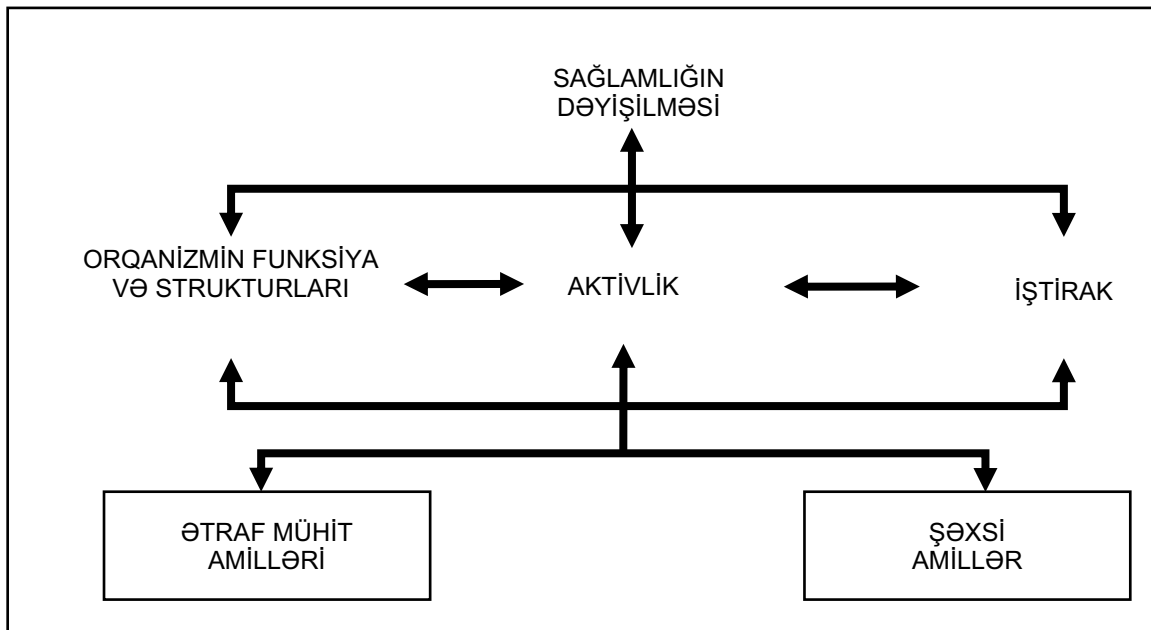 SAĞLAMLIĞIN
DƏYİŞİLMƏSİ
ORQANİZMİN FUNKSİYA
VƏ STRUKTURLARI
AKTİVLİK
İŞTİRAK
ƏTRAF MÜHİT
AMİLLƏRİ
ŞƏXSİ
AMİLLƏR